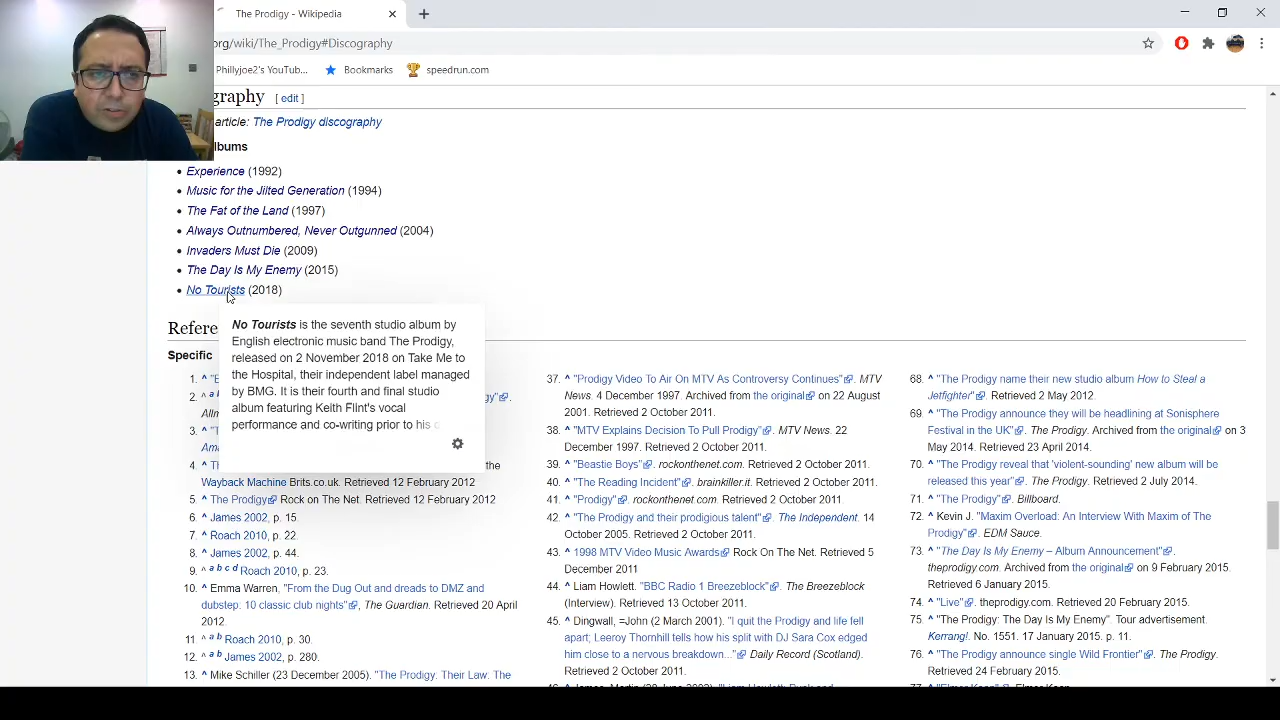 The Prodigy - Wikipedia
org/wiki/The_Prodigy#Discography
Phillyjoe2's YouTub...
Bookmarks
speedrun.com
graphy [ edit ]
article: The Prodigy discography
lbums
Experience (1992)
Music for the Jilted Generation (1994)
The Fat of the Land (1997)
Always Outnumbered, Never Outgunned (2004)
Invaders Must Die (2009)
The Day Is My Enemy (2015)
No Tourists (2018)
No Tourists is the seventh studio album by
English electronic music band The Prodigy,
released on 2 November 2018 on Take Me to
the Hospital, their independent label managed
by BMG. It is their fourth and final studio
album featuring Keith Flint's vocal
performance and co-writing prior to his
Refere
Specific
1. ^ "E
2. ^ a b
Allm
gy".
3. ^ "T
Ama
4. ^ Th
the
Wayback Machine Brits.co.uk. Retrieved 12 February 2012
5. ^ The Prodigy Rock on The Net. Retrieved 12 February 2012
6. ^ James 2002, p. 15.
7. ^ Roach 2010, p. 22.
8. ^ James 2002, p. 44.
9. ^ a b c d Roach 2010, p. 23.
10. ^ Emma Warren, "From the Dug Out and dreads to DMZ and
dubstep: 10 classic club nights", The Guardian. Retrieved 20 April
2012.
11. ^ a b Roach 2010, p. 30.
12. ^ a b James 2002, p. 280.
13. ^ Mike Schiller (23 December 2005). "The Prodigy: Their Law: The
37. ^ "Prodigy Video To Air On MTV As Controversy Continues". MTV
News. 4 December 1997. Archived from the original on 22 August
2001. Retrieved 2 October 2011.
38. ^ "MTV Explains Decision To Pull Prodigy". MTV News. 22
December 1997. Retrieved 2 October 2011.
39. ^ "Beastie Boys". rockonthenet.com. Retrieved 2 October 2011.
40. ^ "The Reading Incident". brainkiller.it. Retrieved 2 October 2011.
41. ^ "Prodigy". rockonthenet.com. Retrieved 2 October 2011.
42. ^ "The Prodigy and their prodigious talent". The Independent. 14
October 2005. Retrieved 2 October 2011.
43. ^ 1998 MTV Video Music Awards Rock On The Net. Retrieved 5
December 2011
44. ^ Liam Howlett. "BBC Radio 1 Breezeblock". The Breezeblock
(Interview). Retrieved 13 October 2011.
45. ^ Dingwall, =John (2 March 2001). "I quit the Prodigy and life fell
apart; Leeroy Thornhill tells how his split with DJ Sara Cox edged
him close to a nervous breakdown..." Daily Record (Scotland).
Retrieved 2 October 2011.
68. ^ "The Prodigy name their new studio album How to Steal a
Jetfighter". Retrieved 2 May 2012.
69. ^ "The Prodigy announce they will be headlining at Sonisphere
Festival in the UK". The Prodigy. Archived from the original on 3
May 2014. Retrieved 23 April 2014.
70. ^ "The Prodigy reveal that 'violent-sounding' new album will be
released this year". The Prodigy. Retrieved 2 July 2014.
71. ^ "The Prodigy". Billboard.
72. ^ Kevin J. "Maxim Overload: An Interview With Maxim of The
Prodigy". EDM Sauce.
73. ^ "The Day Is My Enemy – Album Announcement".
theprodigy.com. Archived from the original on 9 February 2015.
Retrieved 6 January 2015.
74. ^ "Live". theprodigy.com. Retrieved 20 February 2015.
75. ^ "The Prodigy: The Day Is My Enemy". Tour advertisement.
Kerrang!. No. 1551. 17 January 2015. p. 11.
76. ^ "The Prodigy announce single Wild Frontier". The Prodigy.
Retrieved 24 February 2015.